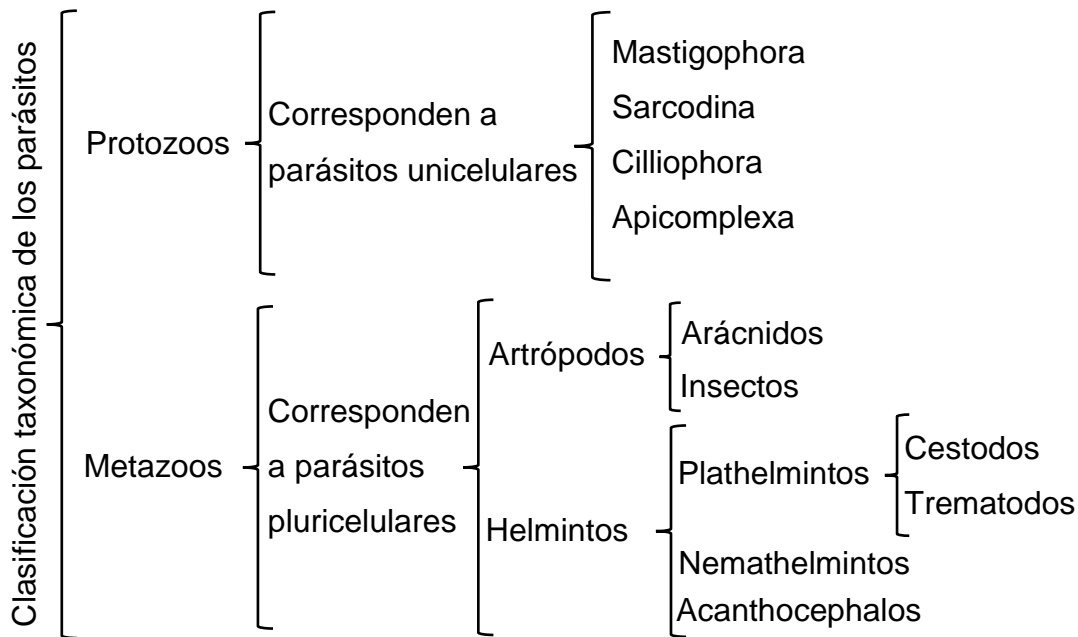 Clasificación taxonómica de los parásitos
Protozoos
Corresponden a
parásitos unicelulares
Mastigophora
Sarcodina
Cilliophora
Apicomplexa
Metazoos
Corresponden
a parásitos
pluricelulares
Artrópodos
Arácnidos
Insectos
Helmintos
Plathelmintos
Cestodos
Trematodos
Nemathelmintos
Acanthocephalos